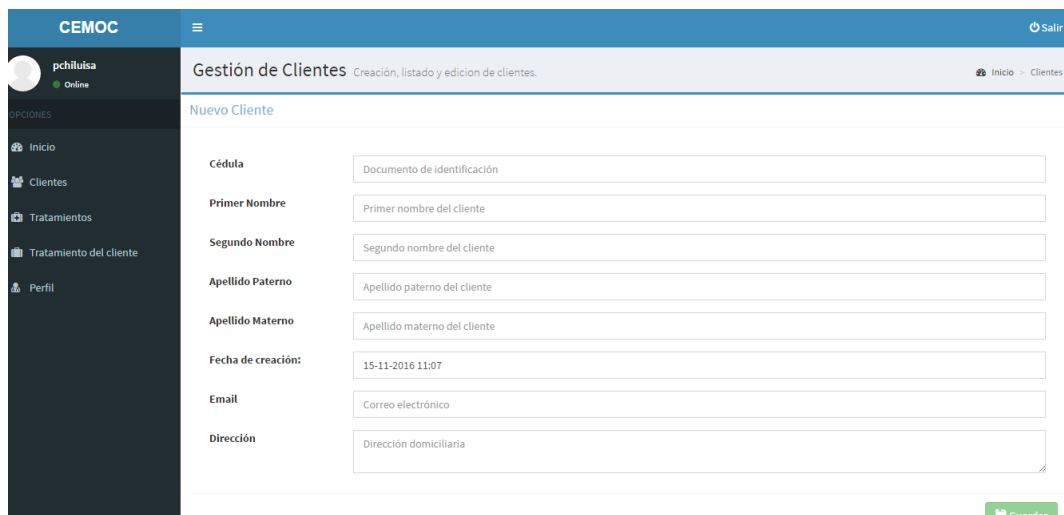 CEMOC
Salir
pchiluisa
Online
Gestión de Clientes Creación, listado y edicion de clientes.
Inicio > Clientes
OPCIONES
Inicio
Clientes
Tratamientos
Tratamiento del cliente
Perfil
Nuevo Cliente
Cédula
Documento de identificación
Primer Nombre
Primer nombre del cliente
Segundo Nombre
Segundo nombre del cliente
Apellido Paterno
Apellido paterno del cliente
Apellido Materno
Apellido materno del cliente
Fecha de creación:
15-11-2016 11:07
Email
Correo electrónico
Dirección
Dirección domiciliaria
Guardar